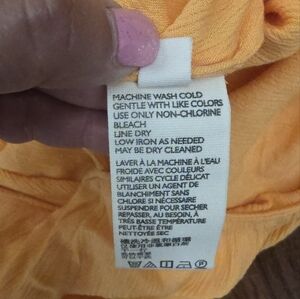 MACHINE WASH COLD
GENTLE WITH LIKE COLORS
USE ONLY NON-CHLORINE
BLEACH
LINE DRY
LOW IRON AS NEEDED
MAY BE DRY CLEANED
LAVER À LA MACHINE À L'EAU
FROIDE AVEC COULEURS
SIMILAIRES CYCLE DÉLICAT
UTILISER UN AGENT DE
BLANCHIMENT SANS
CHLORE SI NÉCESSAIRE
SUSPENDRE POUR SECHER
REPASSER, AU BESOIN, À
TRÈS BASSE TEMPÉRATURE
PEUT-ÊTRE ÊTRE
NETTOYÉE SEC